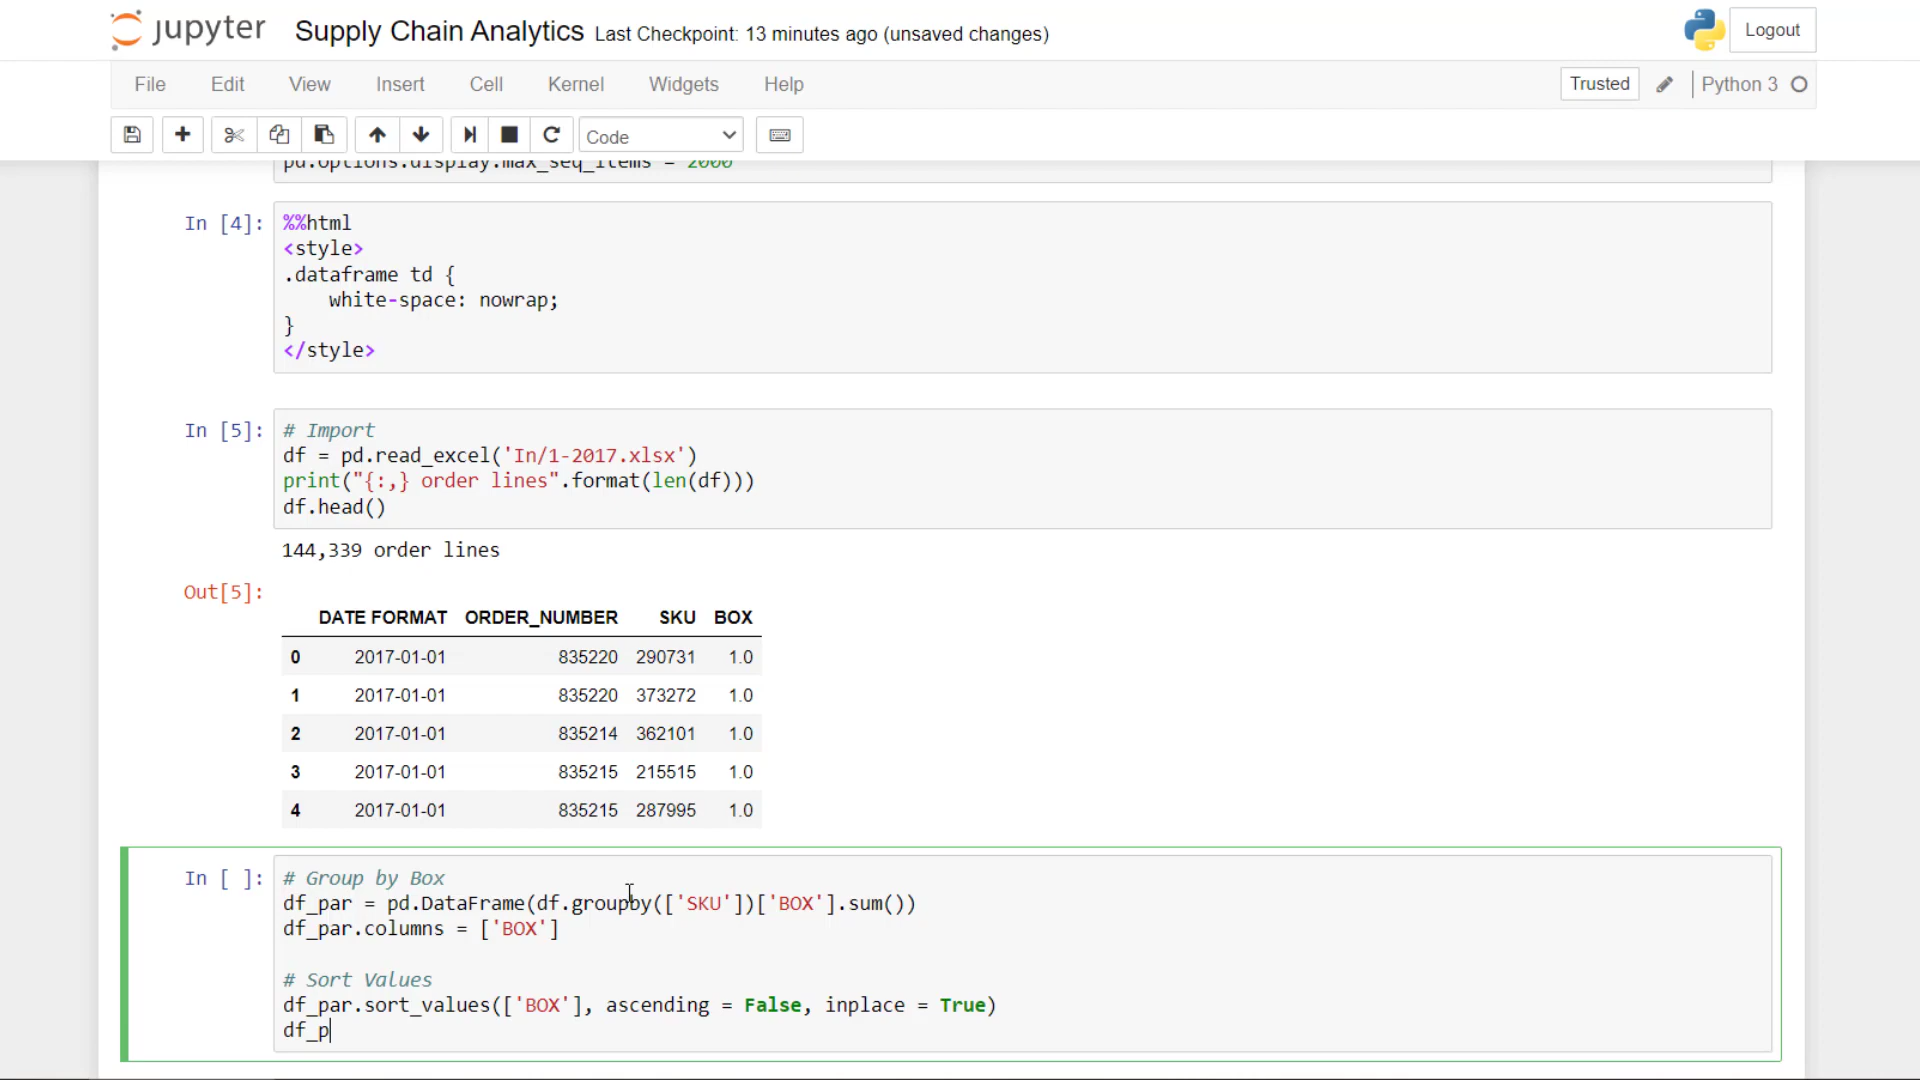 jupyter Supply Chain Analytics Last Checkpoint: 13 minutes ago (unsaved changes) Logout
File Edit View Insert Cell Kernel Widgets Help Trusted Python 3
Code
pd.options.display.max_seq_items = 2000
In [4]: %%html
<style>
.dataframe td {
    white-space: nowrap;
}
</style>
In [5]: # Import
df = pd.read_excel('In/1-2017.xlsx')
print("{:,} order lines".format(len(df)))
df.head()
144,339 order lines
Out[5]:
DATE FORMAT ORDER_NUMBER SKU BOX
0 2017-01-01 835220 290731 1.0
1 2017-01-01 835220 373272 1.0
2 2017-01-01 835214 362101 1.0
3 2017-01-01 835215 215515 1.0
4 2017-01-01 835215 287995 1.0
In [ ]: # Group by Box
df_par = pd.DataFrame(df.groupby(['SKU'])['BOX'].sum())
df_par.columns = ['BOX']
# Sort Values
df_par.sort_values(['BOX'], ascending = False, inplace = True)
df_p